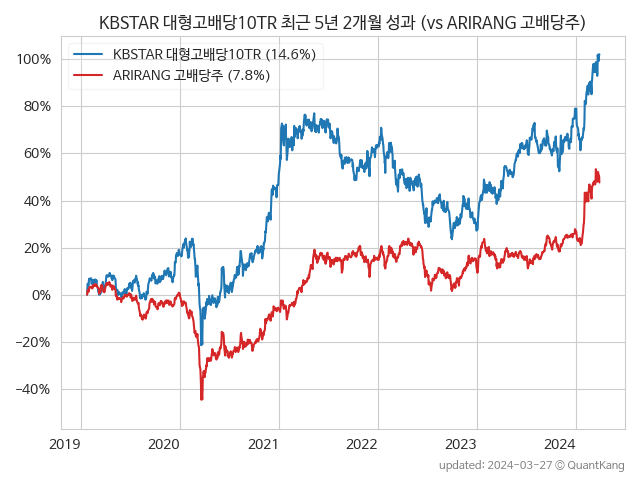 KBSTAR 대형고배당10TR 최근 5년 2개월 성과 (vs ARIRANG 고배당주)
KBSTAR 대형고배당10TR (14.6%)
ARIRANG 고배당주 (7.8%)
100%
80%
60%
40%
20%
0%
−20%
−40%
2019 2020 2021 2022 2023 2024
updated: 2024-03-27 © QuantKang